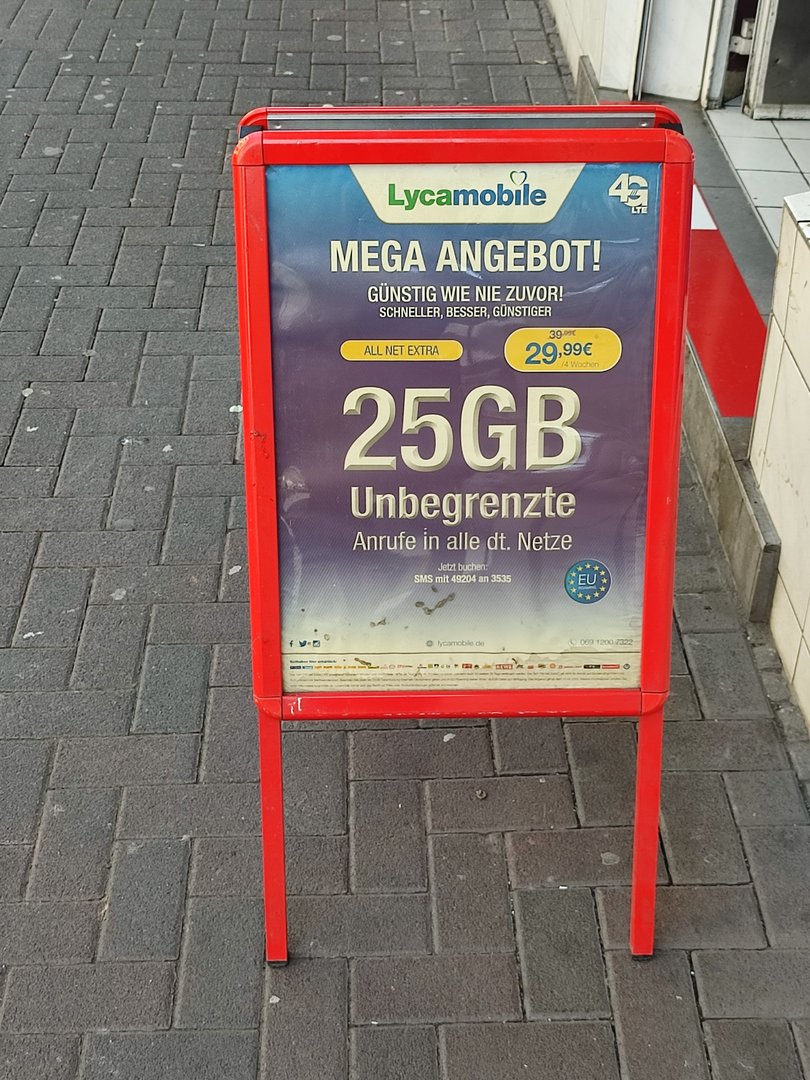 Lycamobile
4G
LTE
MEGA ANGEBOT!
GÜNSTIG WIE NIE ZUVOR!
SCHNELLER, BESSER, GÜNSTIGER
ALL NET EXTRA
39,99€
29,99€
/4 Wochen
25GB
Unbegrenzte
Anrufe in alle dt. Netze
Jetzt buchen:
SMS mit 49204 an 3535
EU
lycamobile.de
069 1200 7322